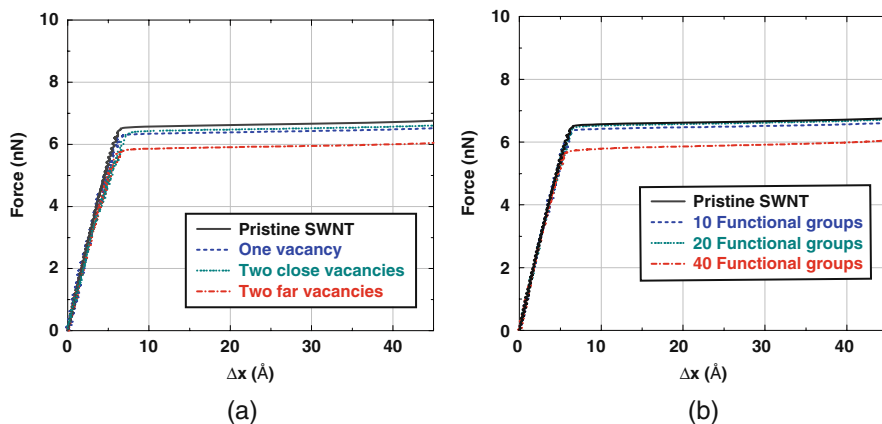 10
8
6
4
2
0
Force (nN)
Pristine SWNT
One vacancy
Two close vacancies
Two far vacancies
0 10 20 30 40
Δx (Å)
(a)
10
8
6
4
2
0
Force (nN)
Pristine SWNT
10 Functional groups
20 Functional groups
40 Functional groups
0 10 20 30 40
Δx (Å)
(b)